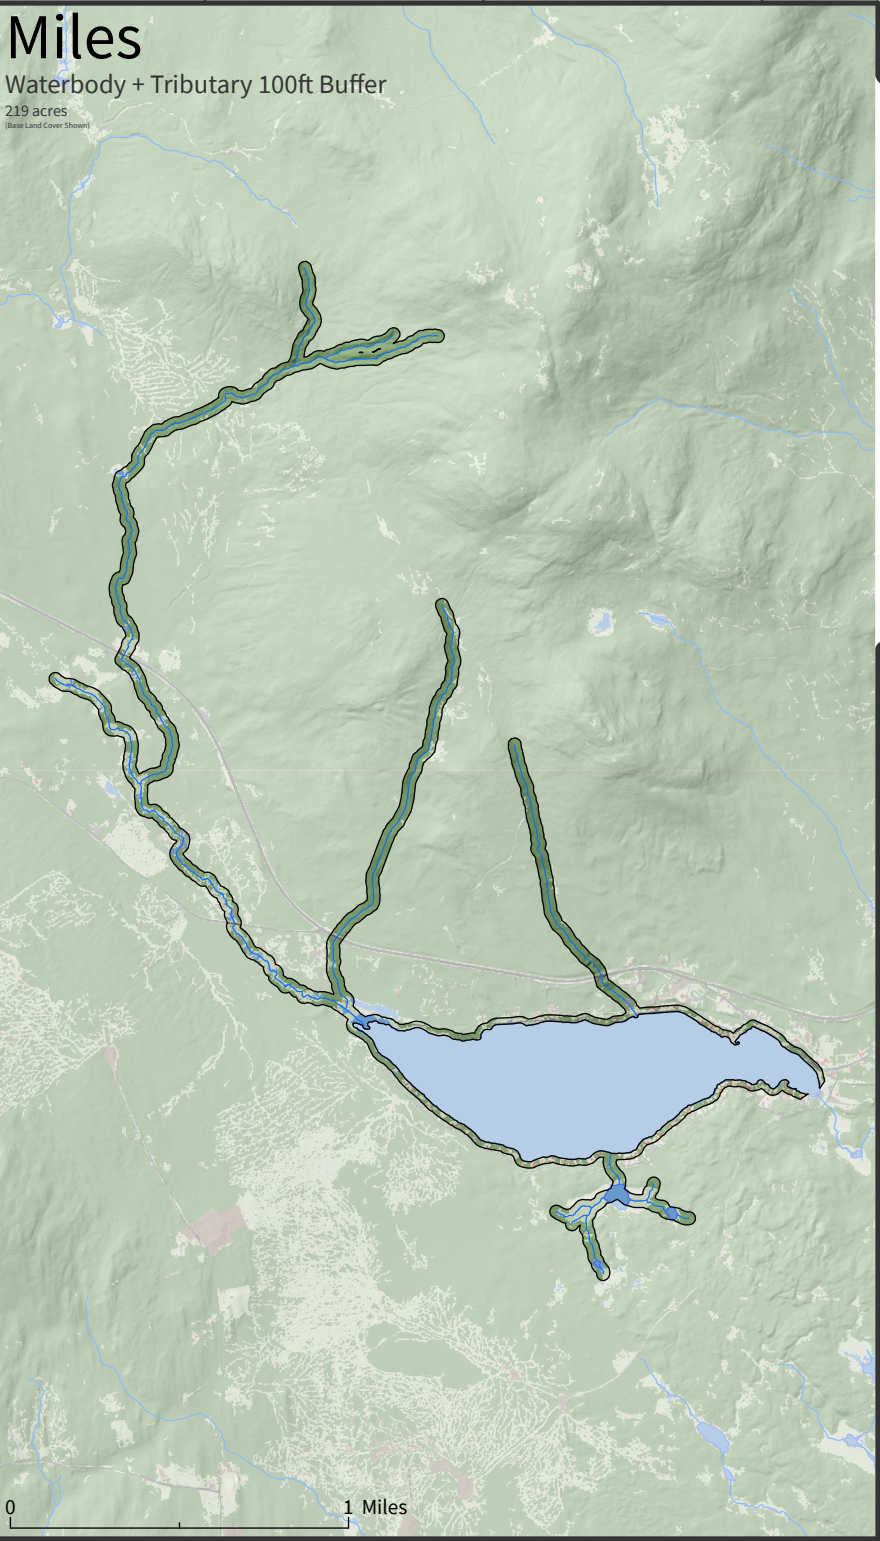 Miles
Waterbody + Tributary 100ft Buffer
219 acres
(Base Land Cover Shown)
0 1 Miles